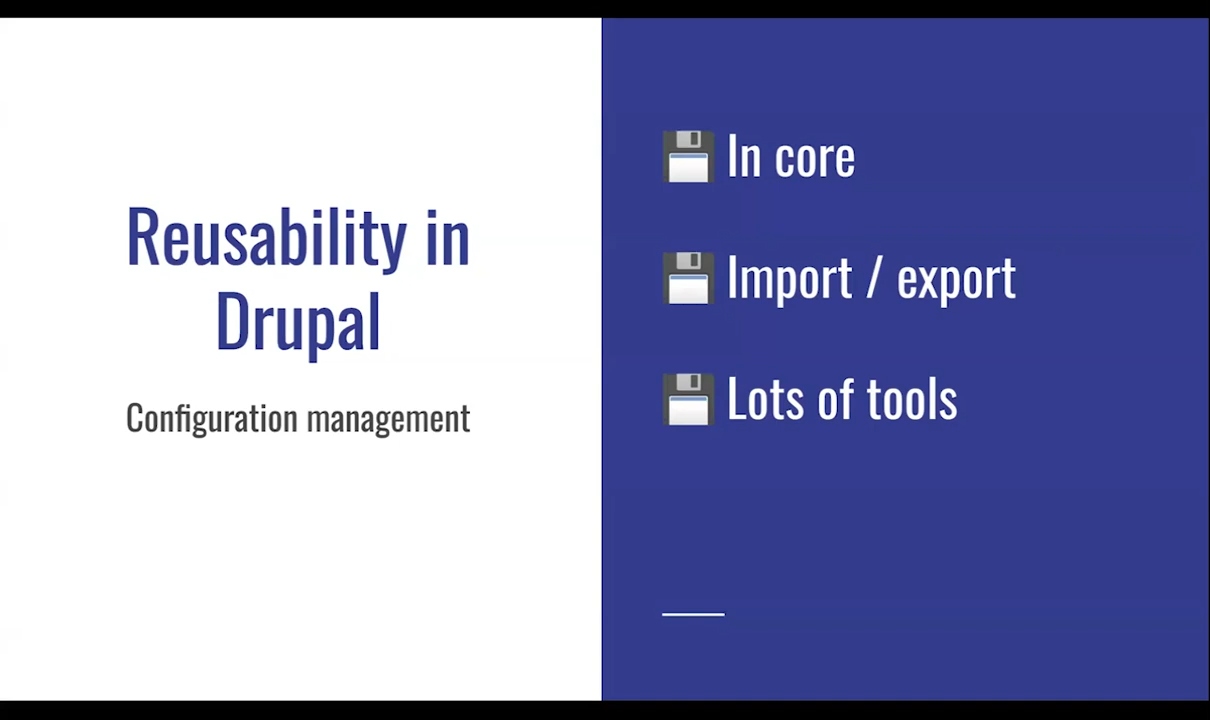 Reusability in
Drupal
Configuration management
In core
Import / export
Lots of tools